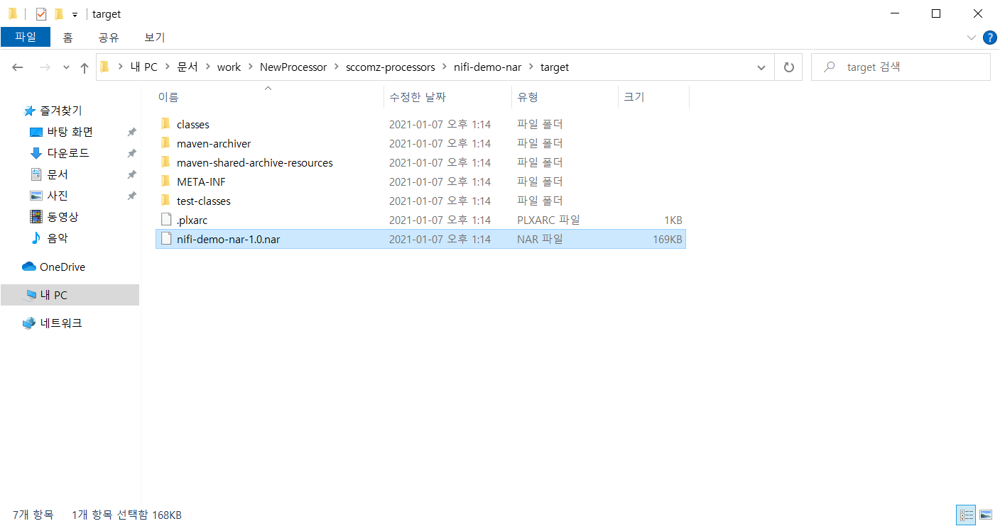 target
파일 홈 공유 보기
내 PC 문서 work NewProcessor sccomz-processors nifi-demo-nar target target 검색
이름 수정한 날짜 유형 크기
즐겨찾기
바탕 화면
다운로드
문서
사진
동영상
음악
OneDrive
내 PC
네트워크
classes 2021-01-07 오후 1:14 파일 폴더
maven-archiver 2021-01-07 오후 1:14 파일 폴더
maven-shared-archive-resources 2021-01-07 오후 1:14 파일 폴더
META-INF 2021-01-07 오후 1:14 파일 폴더
test-classes 2021-01-07 오후 1:14 파일 폴더
.plxarc 2021-01-07 오후 1:14 PLXARC 파일 1KB
nifi-demo-nar-1.0.nar 2021-01-07 오후 1:14 NAR 파일 169KB
7개 항목 1개 항목 선택함 168KB